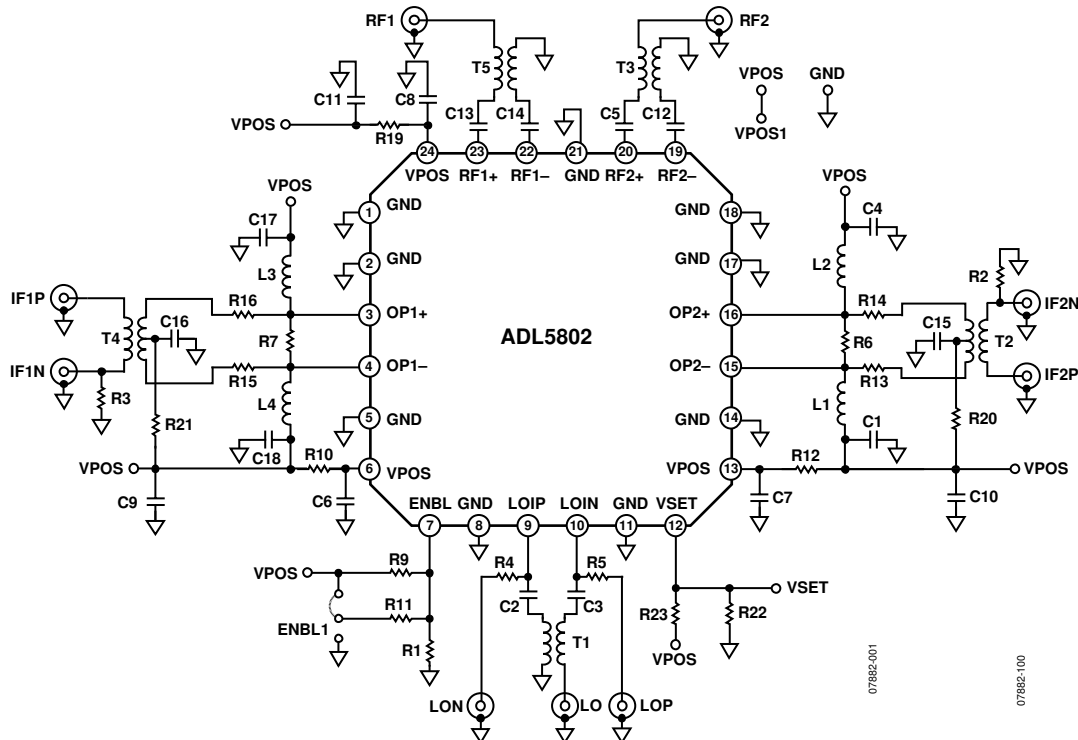 RF1
RF2
T5
T3
VPOS
GND
C11
C8
C13
C14
C5
C12
VPOS
R19
VPOS1
24
23
22
21
20
19
VPOS
RF1+
RF1–
GND
RF2+
RF2–
VPOS
VPOS
C17
1
GND
GND
18
C4
L3
2
GND
GND
17
L2
R2
IF1P
R16
3
OP1+
ADL5802
OP2+
16
R14
IF2N
T4
C16
R7
R6
C15
T2
IF1N
R15
4
OP1–
OP2–
15
R13
IF2P
R3
L4
5
GND
GND
14
L1
R21
C18
C1
R20
VPOS
R10
6
VPOS
VPOS
13
R12
VPOS
C9
C6
C7
C10
ENBL
GND
LOIP
LOIN
GND
VSET
7
8
9
10
11
12
VPOS
R9
R4
R5
VSET
R11
C2
C3
R23
R22
ENBL1
R1
T1
VPOS
LON
LO
LOP
07882-001
07882-100